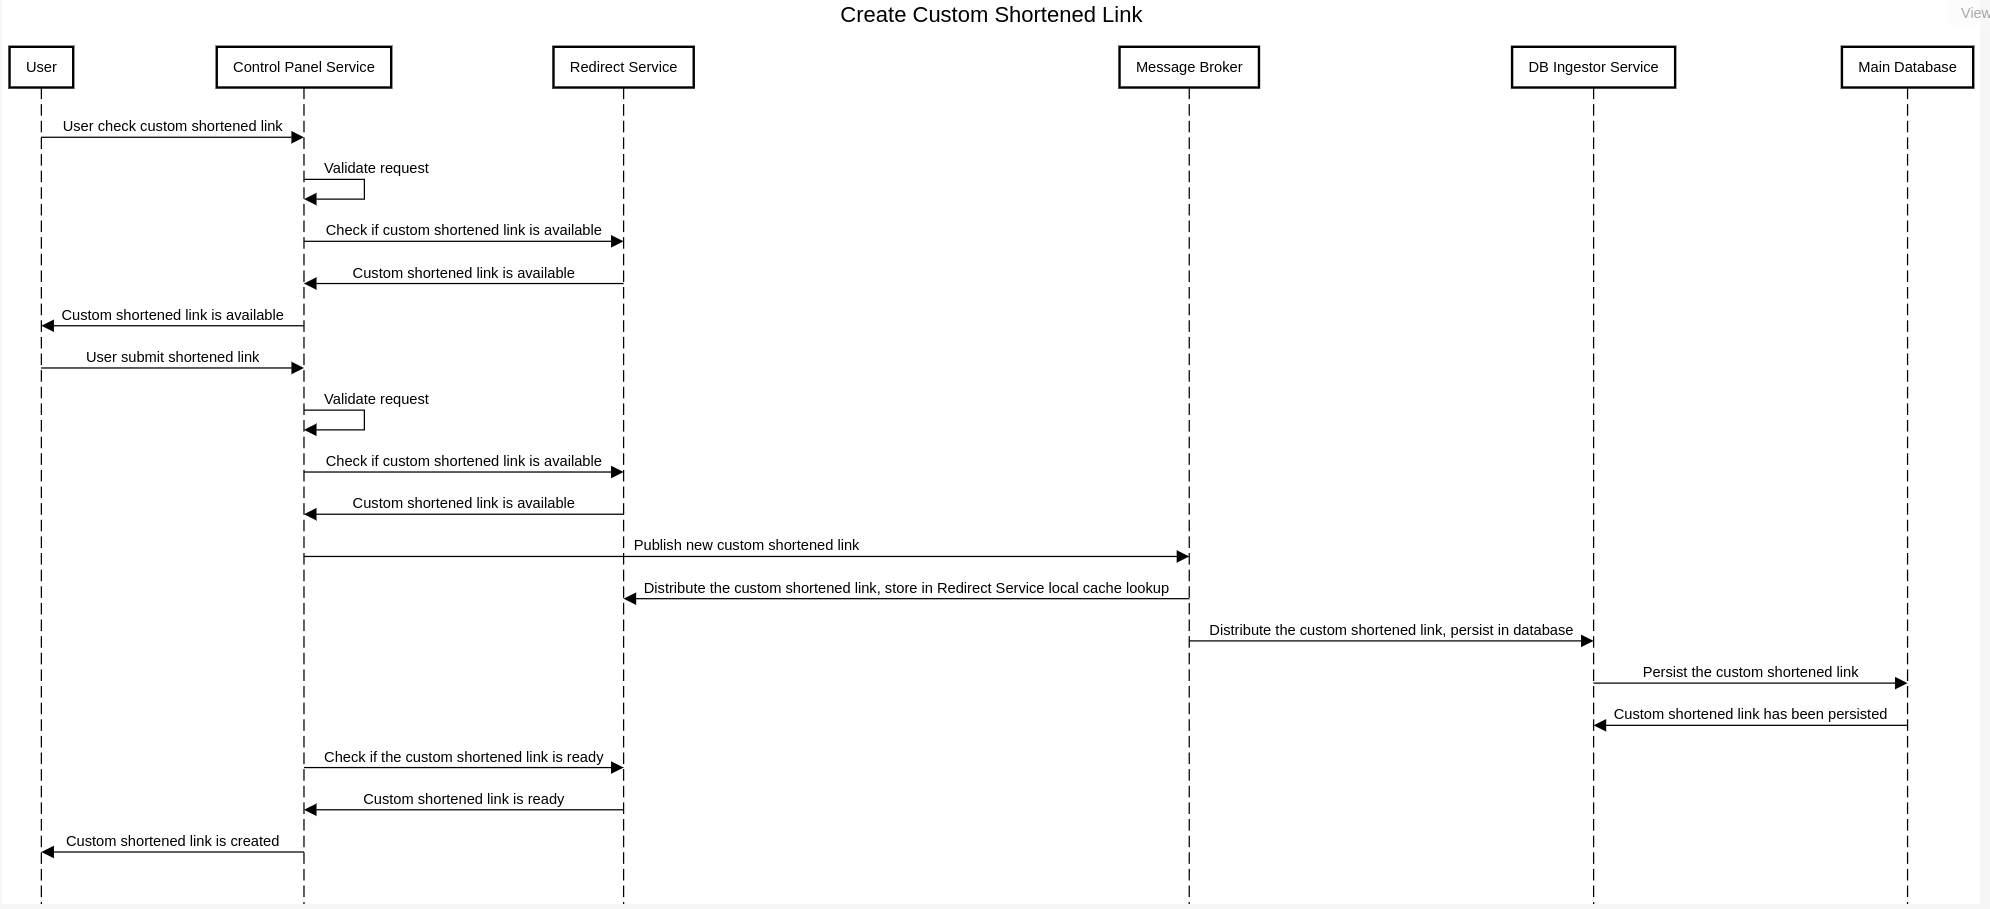 Create Custom Shortened Link
View
User
Control Panel Service
Redirect Service
Message Broker
DB Ingestor Service
Main Database
User check custom shortened link
Validate request
Check if custom shortened link is available
Custom shortened link is available
Custom shortened link is available
User submit shortened link
Validate request
Check if custom shortened link is available
Custom shortened link is available
Publish new custom shortened link
Distribute the custom shortened link, store in Redirect Service local cache lookup
Distribute the custom shortened link, persist in database
Persist the custom shortened link
Custom shortened link has been persisted
Check if the custom shortened link is ready
Custom shortened link is ready
Custom shortened link is created